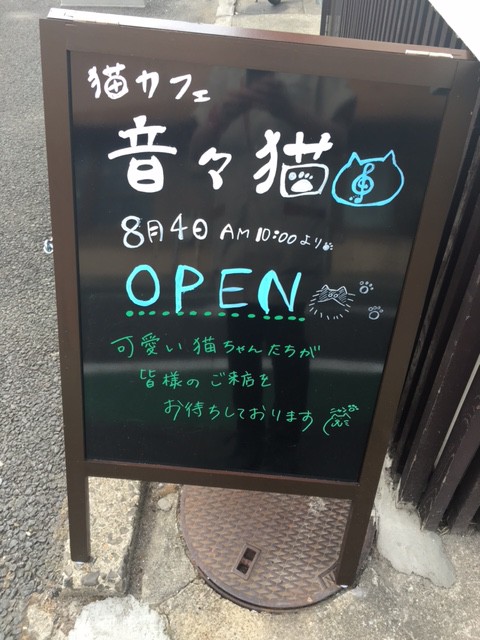 猫カフェ
音々猫
8月4日 AM 10:00より
OPEN
可愛い猫ちゃんたちが
皆様のご来店を
お待ちしております